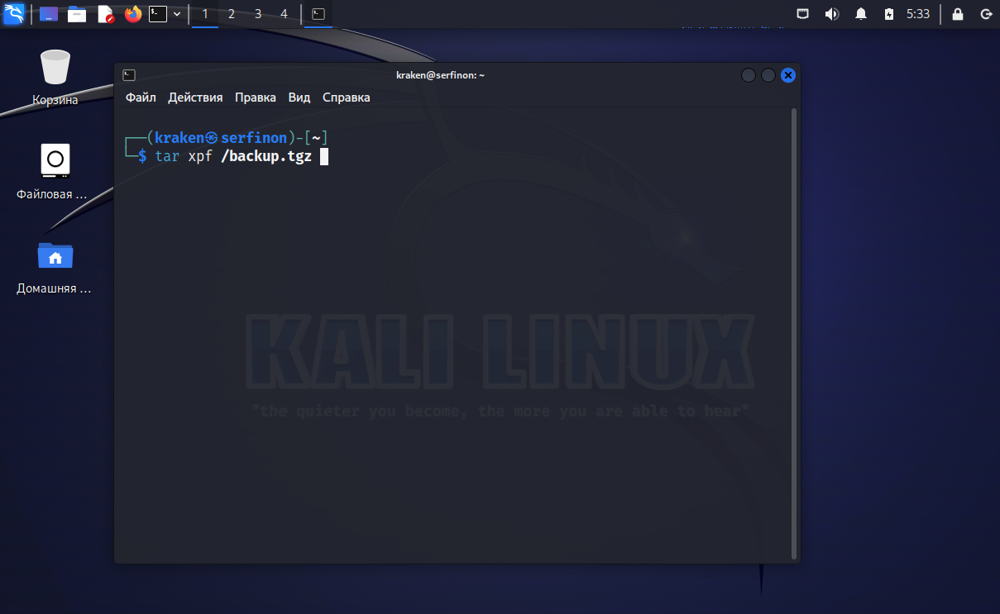 1 2 3 4 5:33
kraken@serfinon: ~
Файл Действия Правка Вид Справка
┌──(kraken㉿serfinon)-[~]
└─$ tar xpf /backup.tgz
Корзина
Файловая ...
Домашняя ...
KALI LINUX
"the quieter you become, the more you are able to hear"